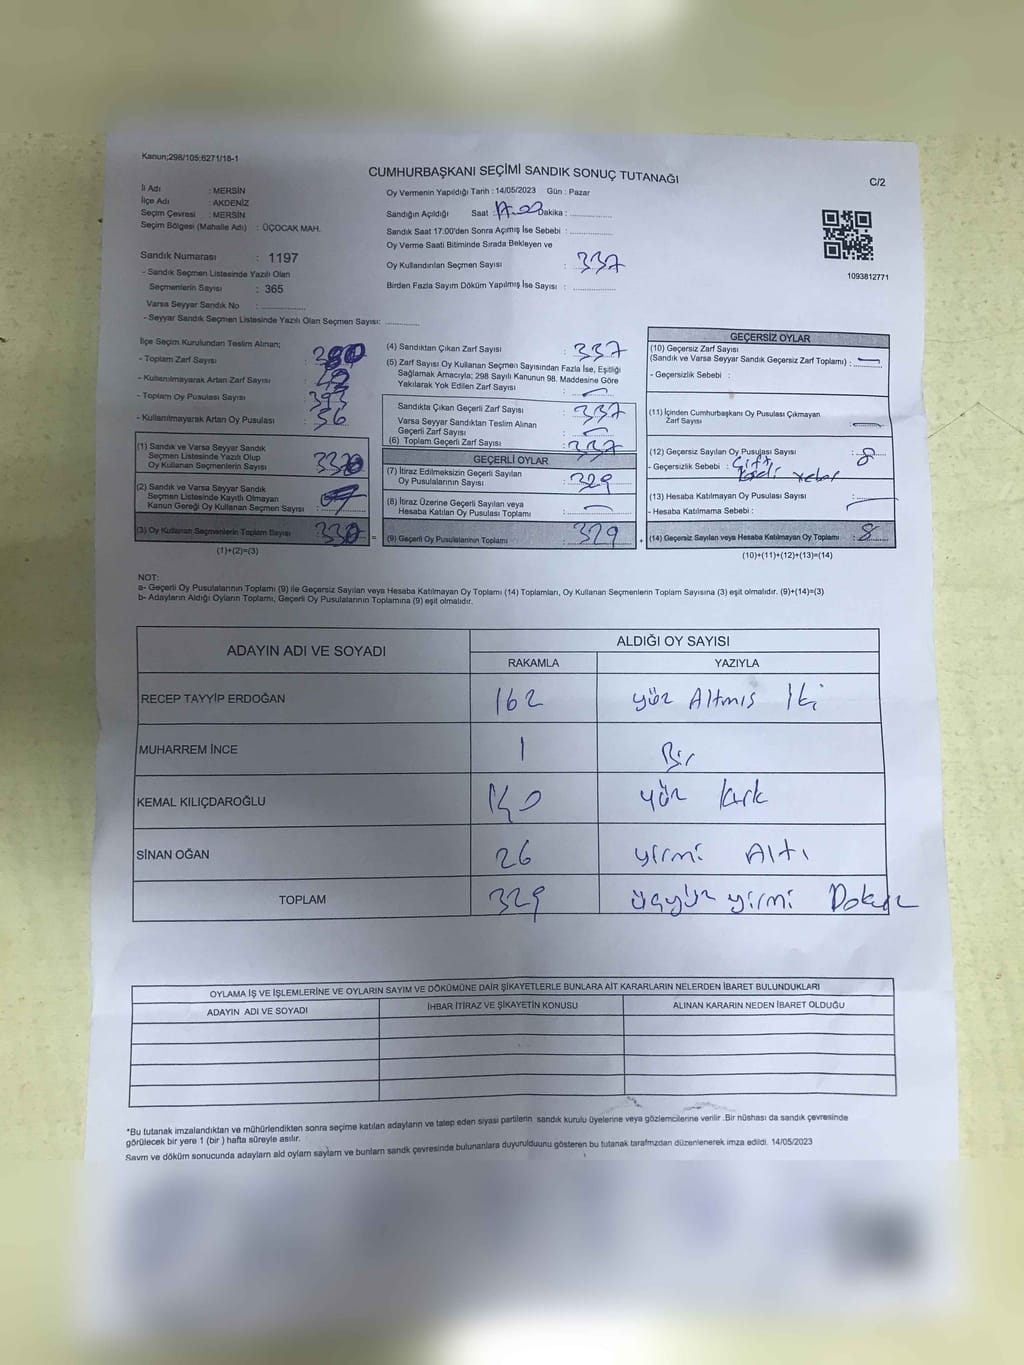 Kanun;298/105;6271/18-1
CUMHURBAŞKANI SEÇİMİ SANDIK SONUÇ TUTANAĞI
C/2
İl Adı : MERSİN
İlçe Adı : AKDENİZ
Seçim Çevresi : MERSİN
Seçim Bölgesi (Mahalle Adı) : ÜÇOCAK MAH.
Sandık Numarası : 1197
- Sandık Seçmen Listesinde Yazılı Olan
Seçmenlerin Sayısı : 365
Varsa Seyyar Sandık No :
- Seyyar Sandık Seçmen Listesinde Yazılı Olan Seçmen Sayısı:
Oy Vermenin Yapıldığı Tarih : 14/05/2023 Gün : Pazar
Sandığın Açıldığı Saat : Dakika :
Sandık Saat 17:00'den Sonra Açımış İse Sebebi :
Oy Verme Saati Bitiminde Sırada Bekleyen ve
Oy Kullandırılan Seçmen Sayısı : 337
Birden Fazla Sayım Döküm Yapılmış İse Sayısı :
1093812771
İlçe Seçim Kurulundan Teslim Alınan;
- Toplam Zarf Sayısı :
- Kullanılmayarak Artan Zarf Sayısı :
- Toplam Oy Pusulası Sayısı : 393
- Kullanılmayarak Artan Oy Pusulası : 56
(1) Sandık ve Varsa Seyyar Sandık
Seçmen Listesinde Yazılı Olup
Oy Kullanan Seçmenlerin Sayısı
(2) Sandık ve Varsa Seyyar Sandık
Seçmen Listesinde Kayıtlı Olmayan
Kanun Gereği Oy Kullanan Seçmen Sayısı :
(3) Oy Kullanan Seçmenlerin Toplam Sayısı
(1)+(2)=(3)
(4) Sandıktan Çıkan Zarf Sayısı : 337
(5) Zarf Sayısı Oy Kullanan Seçmen Sayısından Fazla İse, Eşitliği
Sağlamak Amacıyla; 298 Sayılı Kanunun 98. Maddesine Göre
Yakılarak Yok Edilen Zarf Sayısı : —
Sandıkta Çıkan Geçerli Zarf Sayısı : 337
Varsa Seyyar Sandıktan Teslim Alınan
Geçerli Zarf Sayısı : —
(6) Toplam Geçerli Zarf Sayısı : 337
GEÇERLİ OYLAR
(7) İtiraz Edilmeksizin Geçerli Sayılan
Oy Pusulalarının Sayısı : 329
(8) İtiraz Üzerine Geçerli Sayılan veya
Hesaba Katılan Oy Pusulası Toplamı : —
= (9) Geçerli Oy Pusulalarının Toplamı : 329
GEÇERSİZ OYLAR
(10) Geçersiz Zarf Sayısı
(Sandık ve Varsa Seyyar Sandık Geçersiz Zarf Toplamı) : —
- Geçersizlik Sebebi :
(11) İçinden Cumhurbaşkanı Oy Pusulası Çıkmayan
Zarf Sayısı : —
(12) Geçersiz Sayılan Oy Pusulası Sayısı : 8
- Geçersizlik Sebebi : Çift
(13) Hesaba Katılmayan Oy Pusulası Sayısı : —
- Hesaba Katılmama Sebebi :
+ (14) Geçersiz Sayılan veya Hesaba Katılmayan Oy Toplamı : 8
(10)+(11)+(12)+(13)=(14)
NOT:
a- Geçerli Oy Pusulalarının Toplamı (9) ile Geçersiz Sayılan veya Hesaba Katılmayan Oy Toplamı (14) Toplamları, Oy Kullanan Seçmenlerin Toplam Sayısına (3) eşit olmalıdır. (9)+(14)=(3)
b- Adayların Aldığı Oyların Toplamı, Geçerli Oy Pusulalarının Toplamına (9) eşit olmalıdır.
ADAYIN ADI VE SOYADI ALDIĞI OY SAYISI
RAKAMLA YAZIYLA
RECEP TAYYİP ERDOĞAN 162 yüz Altmış İki
MUHARREM İNCE 1 Bir
KEMAL KILIÇDAROĞLU 140 yüz kırk
SİNAN OĞAN 26 yirmi Altı
TOPLAM 329 üçyüz yirmi Dokuz
OYLAMA İŞ VE İŞLEMLERİNE VE OYLARIN SAYIM VE DÖKÜMÜNE DAİR ŞİKAYETLERLE BUNLARA AİT KARARLARIN NELERDEN İBARET BULUNDUKLARI
ADAYIN ADI VE SOYADI İHBAR İTİRAZ VE ŞİKAYETİN KONUSU ALINAN KARARIN NEDEN İBARET OLDUĞU
*Bu tutanak imzalandıktan ve mühürlendikten sonra seçime katılan adayların ve talep eden siyasi partilerin sandık kurulu üyelerine veya gözlemcilerine verilir .Bir nüshası da sandık çevresinde
görülecek bir yere 1 (bir ) hafta süreyle asılır.
Sayım ve döküm sonucunda adayların ald oyların sayları ve bunların sandk çevresinde bulunanlara duyurulduunu gösteren bu tutanak tarafmzdan düzenlenerek imza edildi. 14/05/2023